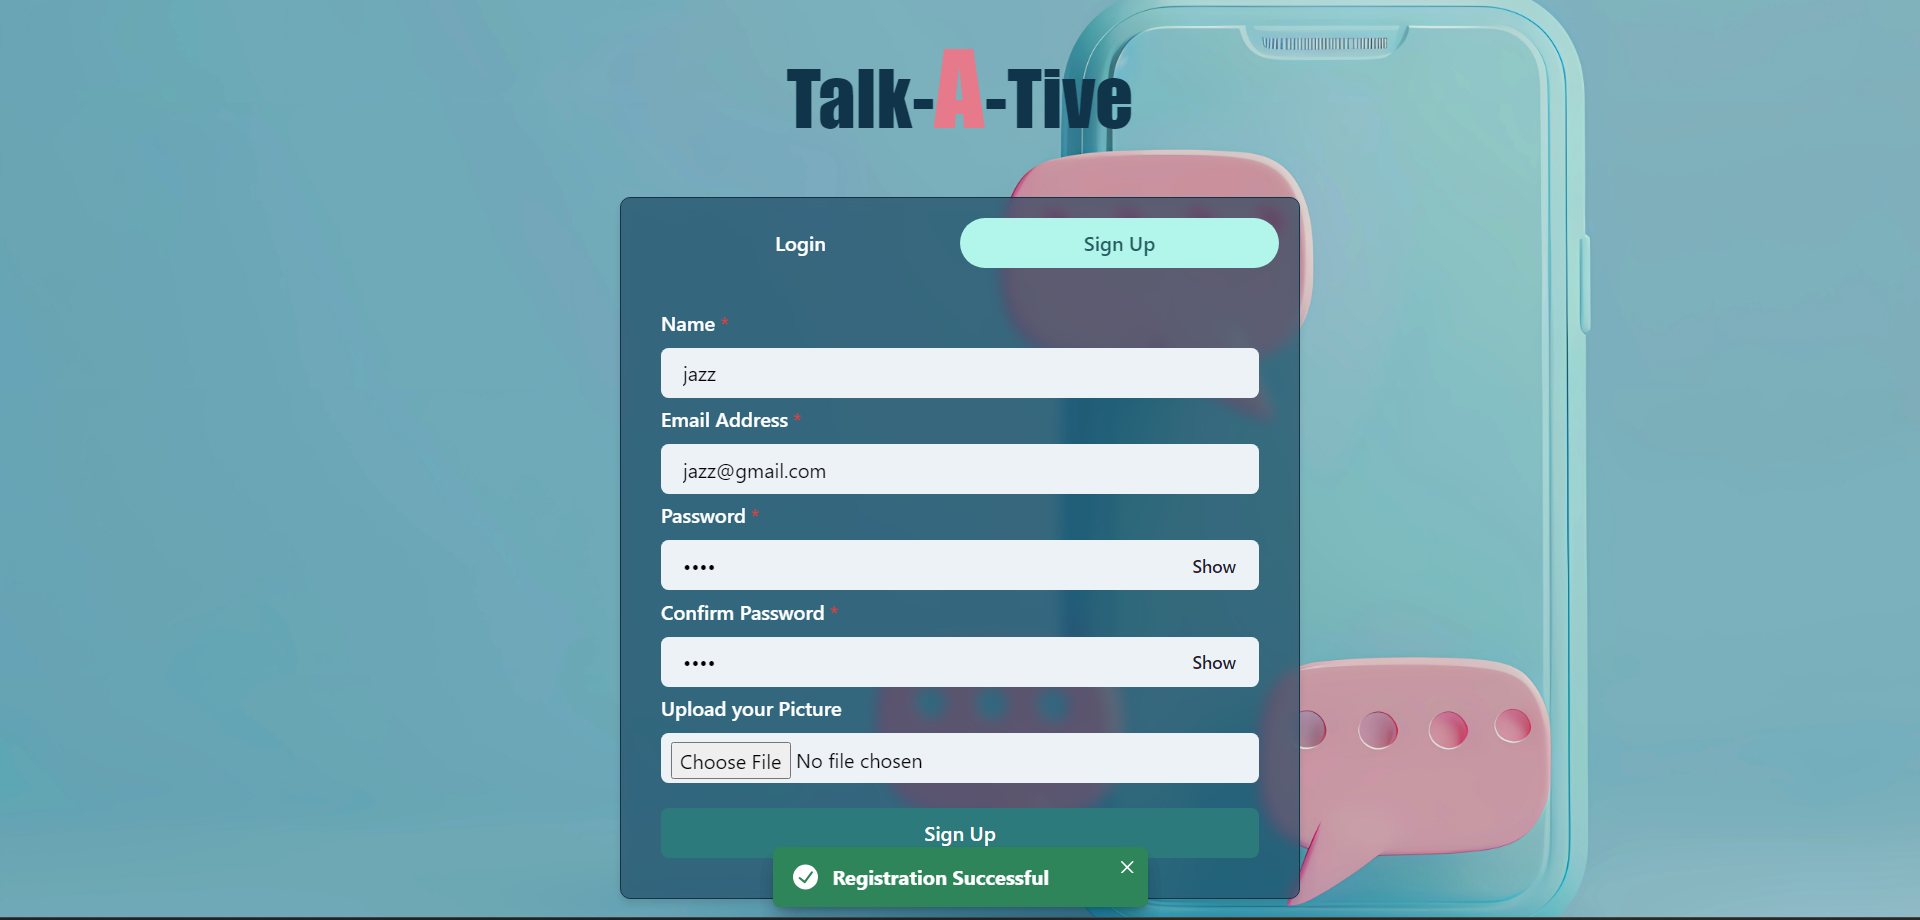 Talk-A-Tive
Login
Sign Up
Name *
jazz
Email Address *
jazz@gmail.com
Password *
••••
Show
Confirm Password *
••••
Show
Upload your Picture
Choose File No file chosen
Sign Up
Registration Successful